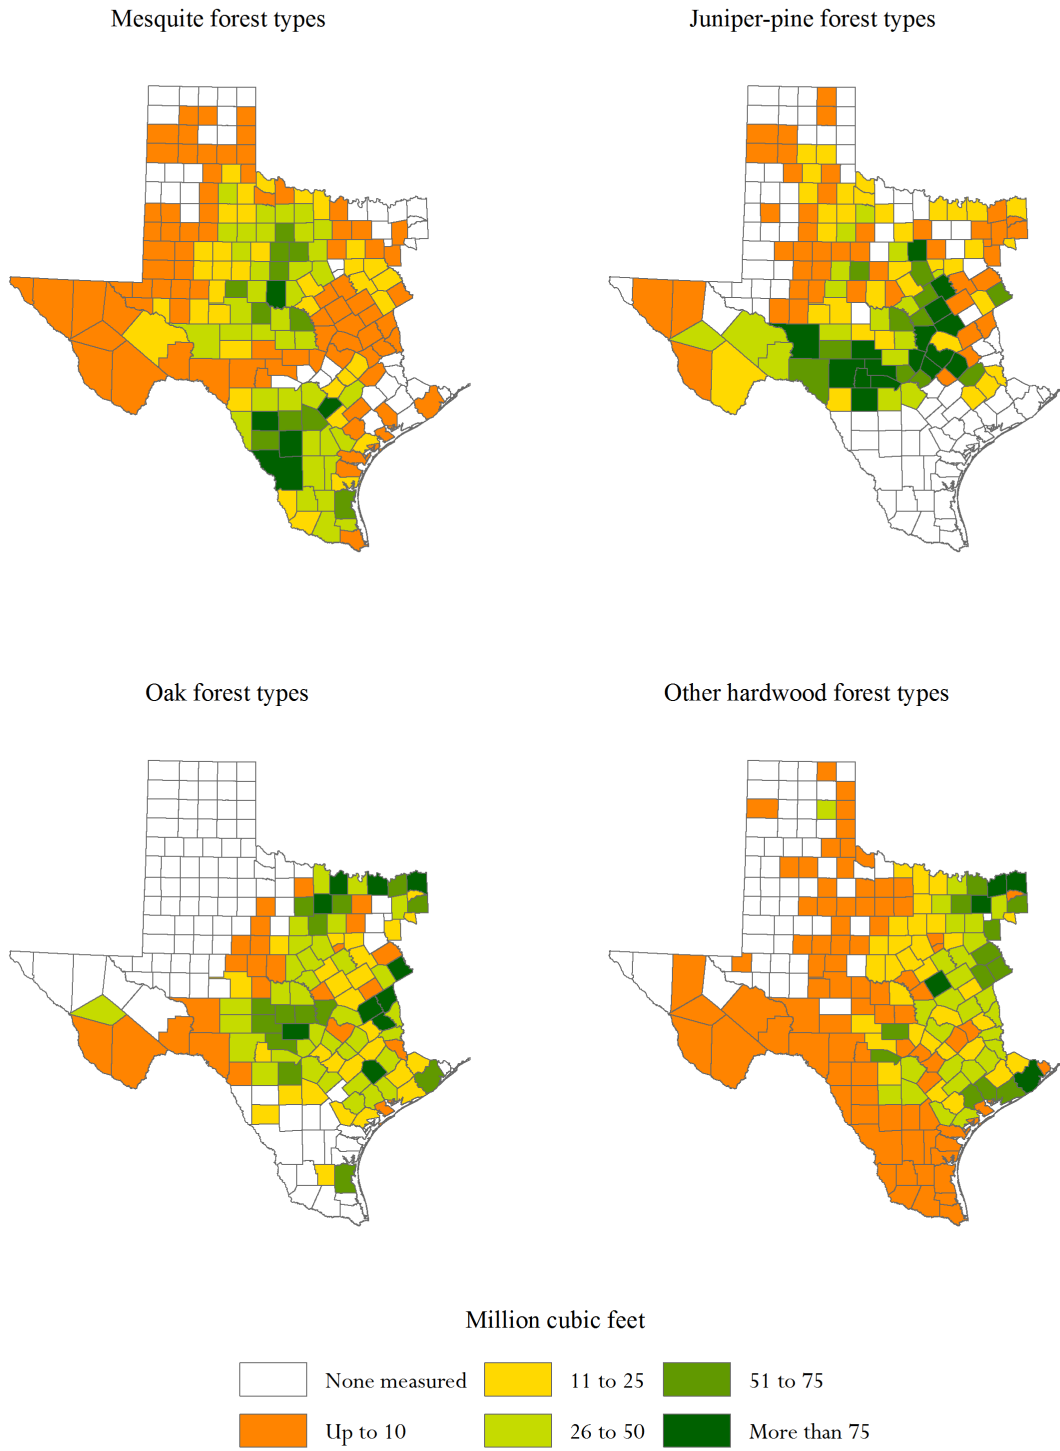 Mesquite forest types
Juniper-pine forest types
Oak forest types
Other hardwood forest types
Million cubic feet
None measured
11 to 25
51 to 75
Up to 10
26 to 50
More than 75